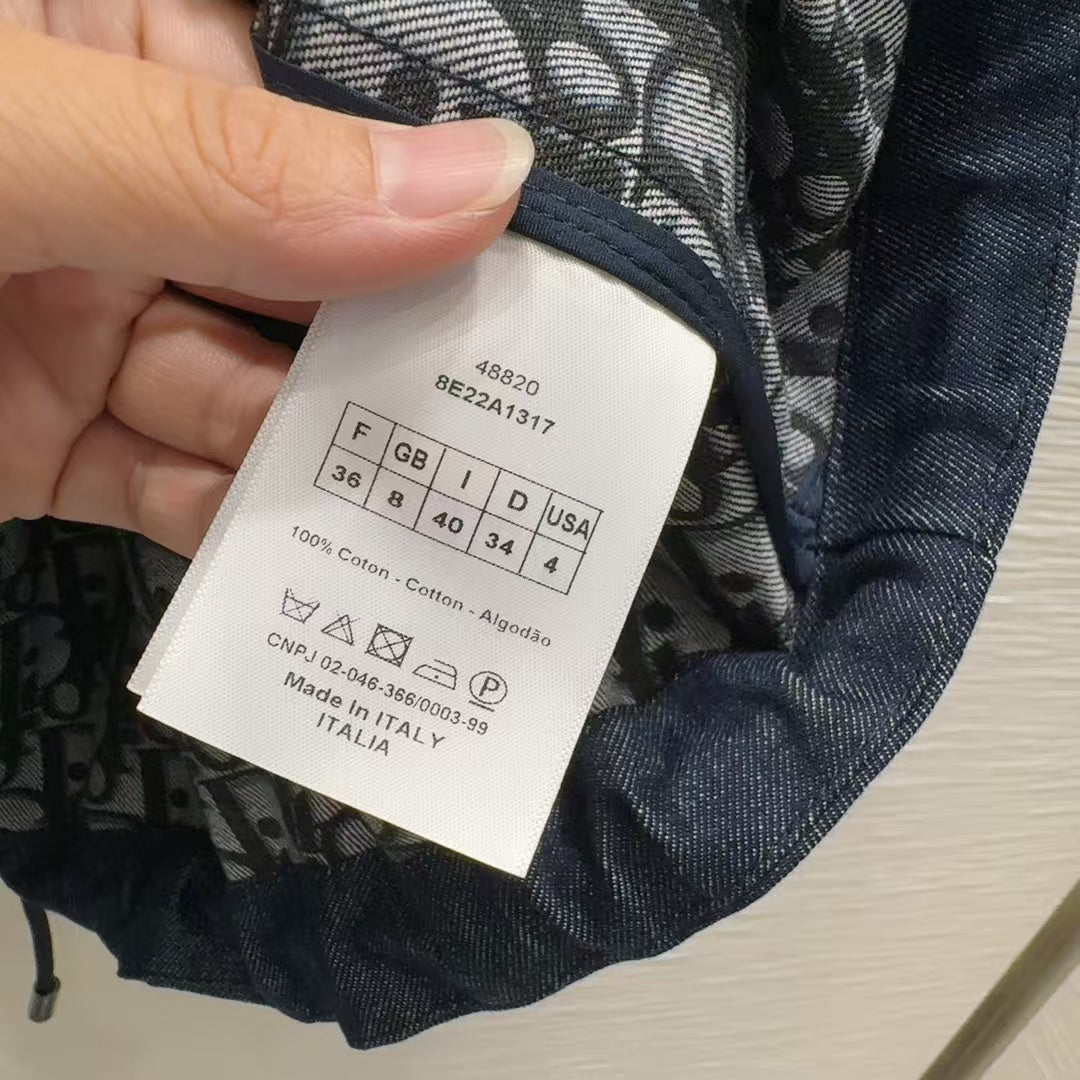 48820
8E22A1317
F GB I D USA
36 8 40 34 4
100% Coton - Cotton - Algodão
P
CNPJ 02-046-366/0003-99
Made In ITALY
ITALIA